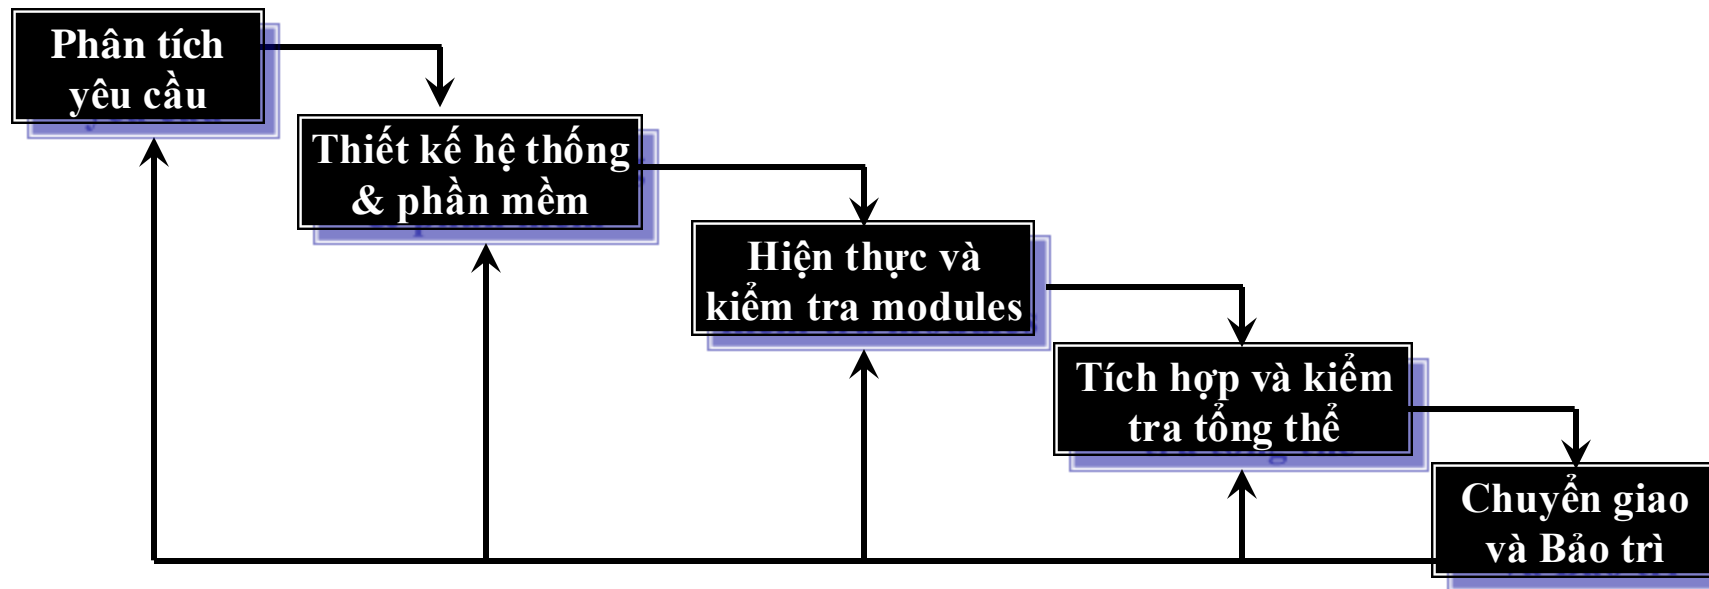 Phân tích
yêu cầu
Thiết kế hệ thống
& phần mềm
Hiện thực và
kiểm tra modules
Tích hợp và kiểm
tra tổng thể
Chuyển giao
và Bảo trì